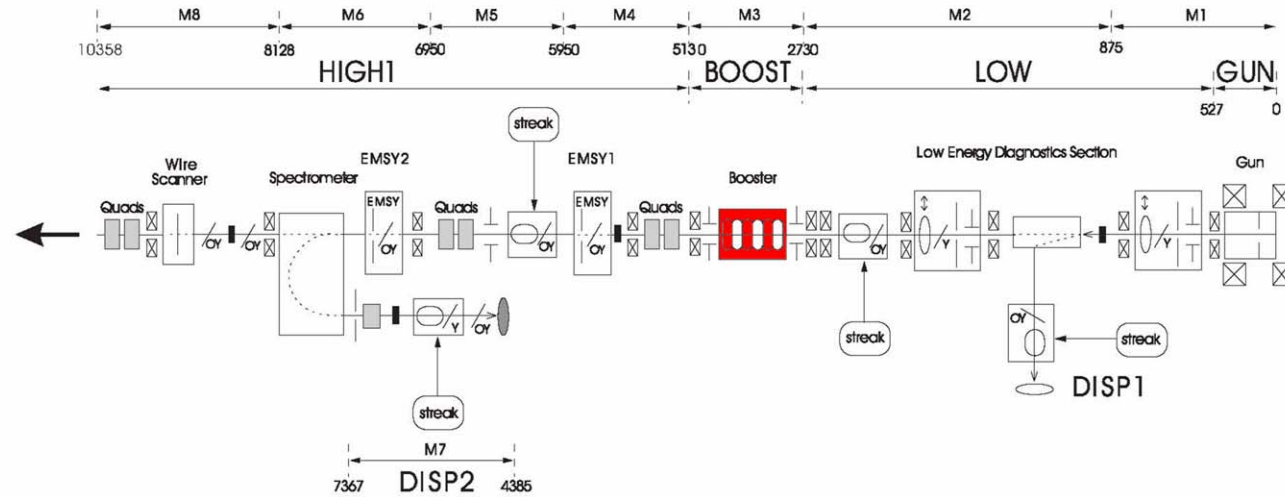 M8 M6 M5 M4 M3 M2 M1
10358 8128 6950 5950 5130 2730 875
HIGH1 BOOST LOW GUN
527 0
streak
EMSY2 EMSY1 Low Energy Diagnostics Section
Wire Scanner Spectrometer Booster Gun
Quads EMSY Quads EMSY Quads
OY OY OY OY OY OY Y Y
Y OY OY
streak streak
DISP1
streak
M7
7367 DISP2 4385